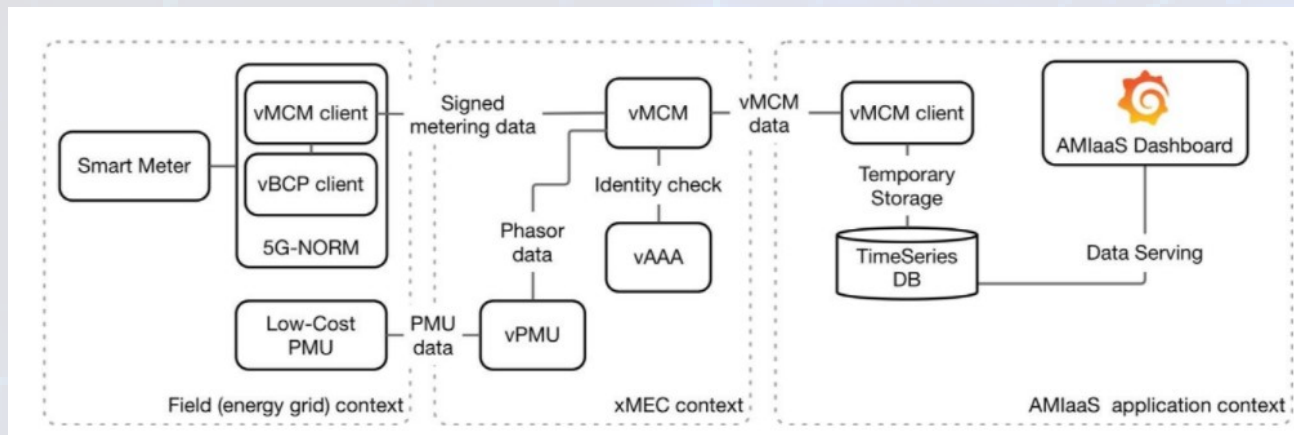 Smart Meter
vMCM client
vBCP client
5G-NORM
Low-Cost
PMU
Field (energy grid) context
Signed
metering data
PMU
data
vMCM
Identity check
vAAA
Phasor
data
vPMU
xMEC context
vMCM
data
vMCM client
Temporary
Storage
TimeSeries
DB
AMIaaS Dashboard
Data Serving
AMIaaS application context